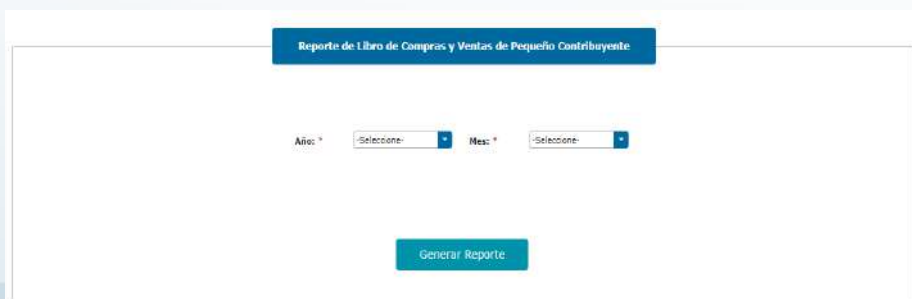 Reporte de Libro de Compras y Ventas de Pequeño Contribuyente
Año: * -Seleccione- Mes: * -Seleccione-
Generar Reporte